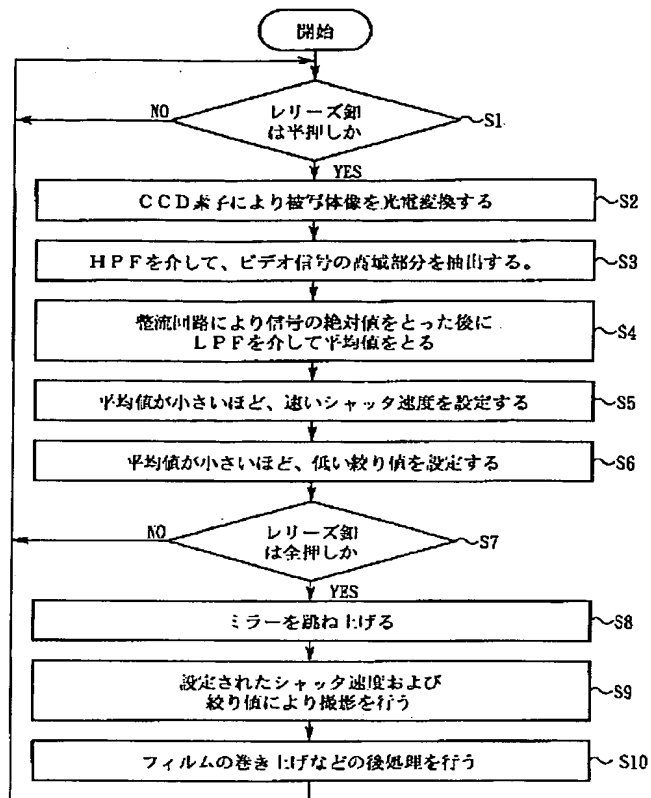 開始
レリーズ釦
は半押しか
NO
S1
YES
CCD素子により被写体像を光電変換する
S2
HPFを介して、ビデオ信号の高域部分を抽出する。
S3
整流回路により信号の絶対値をとった後に
LPFを介して平均値をとる
S4
平均値が小さいほど、速いシャッタ速度を設定する
S5
平均値が小さいほど、低い絞り値を設定する
S6
レリーズ釦
は全押しか
NO
S7
YES
ミラーを跳ね上げる
S8
設定されたシャッタ速度および
絞り値により撮影を行う
S9
フィルムの巻き上げなどの後処理を行う
S10